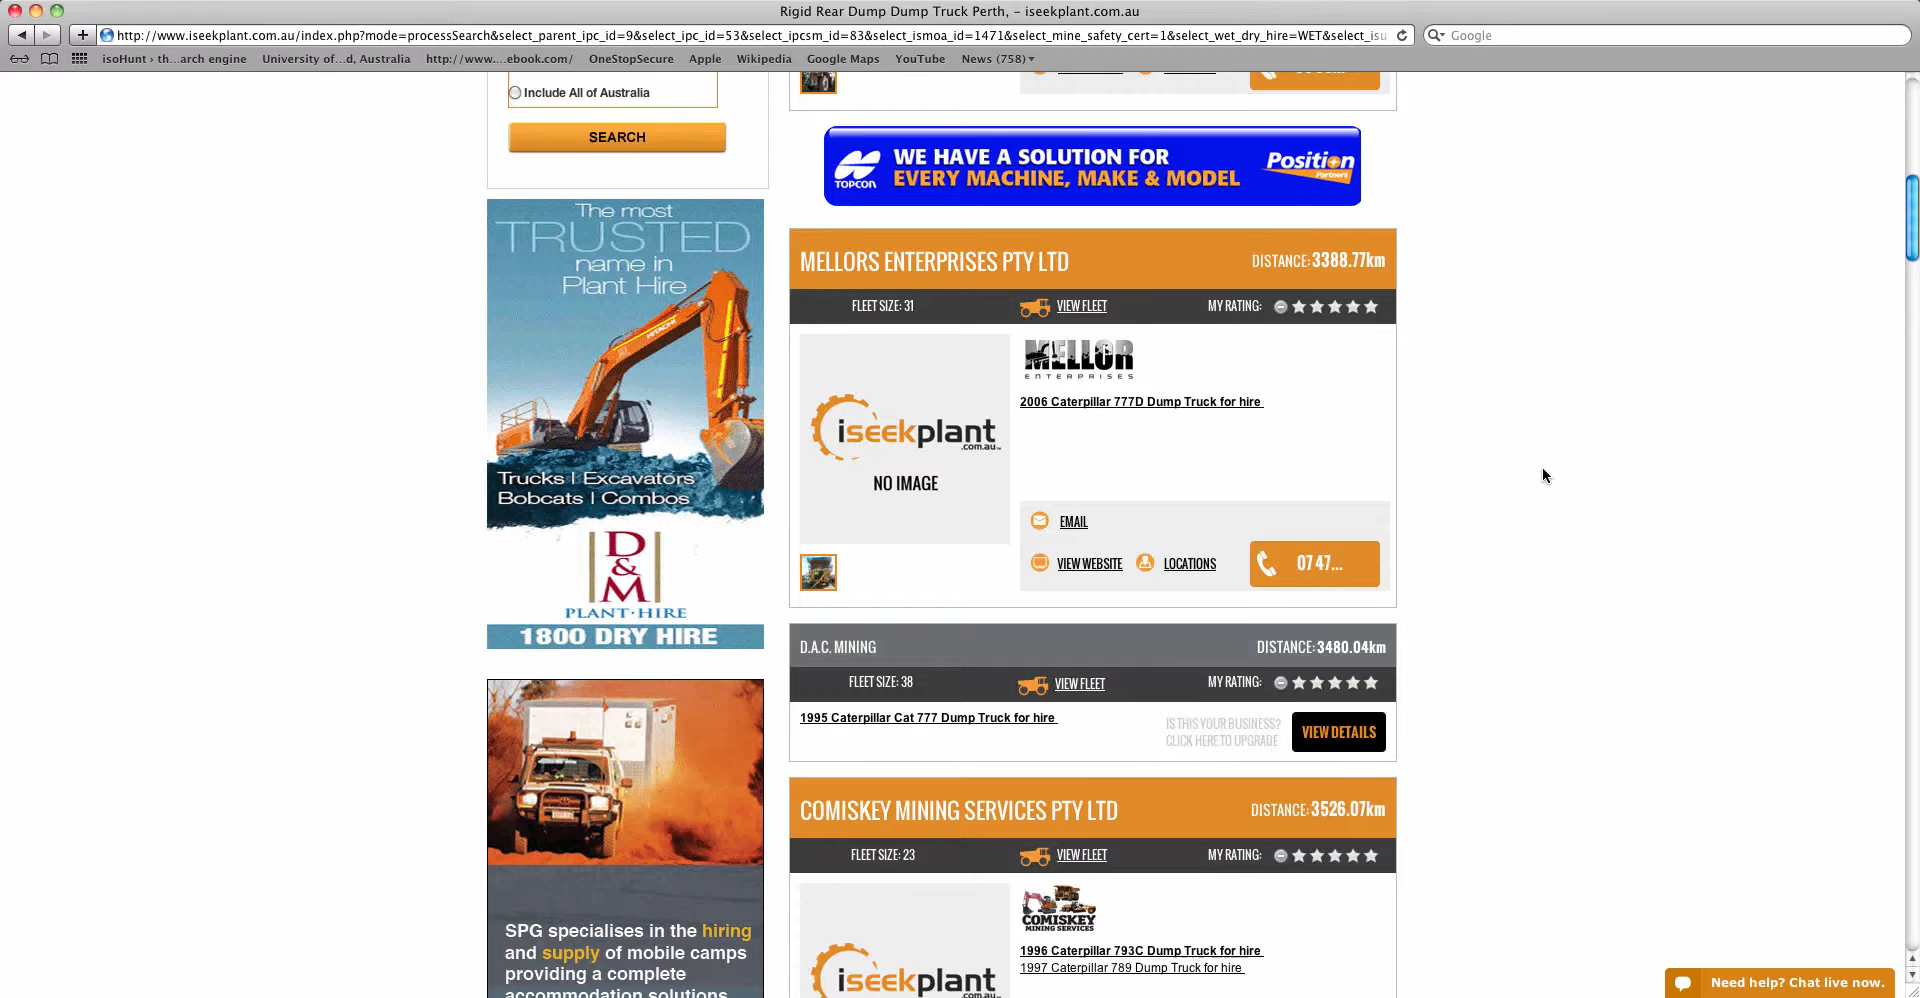 Rigid Rear Dump Dump Truck Perth, – iseekplant.com.au
http://www.iseekplant.com.au/index.php?mode=processSearch&select_parent_ipc_id=9&select_ipc_id=53&select_ipcsm_id=83&select_ismoa_id=1471&select_mine_safety_cert=1&select_wet_dry_hire=WET&select_isu
Google
isoHunt › th...arch engine University of...d, Australia http://www....ebook.com/ OneStopSecure Apple Wikipedia Google Maps YouTube News (758)
Include All of Australia
SEARCH
TOPCON
WE HAVE A SOLUTION FOR
EVERY MACHINE, MAKE & MODEL
Position
Partners
The most
TRUSTED
name in
Plant Hire
HITACHI
Trucks | Excavators
Bobcats | Combos
D&M
PLANT·HIRE
1800 DRY HIRE
SPG specialises in the hiring
and supply of mobile camps
providing a complete
accommodation solutions
MELLORS ENTERPRISES PTY LTD
DISTANCE: 3388.77km
FLEET SIZE: 31 VIEW FLEET MY RATING:
iseekplant
.com.au™
NO IMAGE
MELLOR
ENTERPRISES
2006 Caterpillar 777D Dump Truck for hire
EMAIL
VIEW WEBSITE LOCATIONS 07 47...
D.A.C. MINING
DISTANCE: 3480.04km
FLEET SIZE: 38 VIEW FLEET MY RATING:
1995 Caterpillar Cat 777 Dump Truck for hire
IS THIS YOUR BUSINESS?
CLICK HERE TO UPGRADE
VIEW DETAILS
COMISKEY MINING SERVICES PTY LTD
DISTANCE: 3526.07km
FLEET SIZE: 23 VIEW FLEET MY RATING:
iseekplant
.com.au™
COMISKEY
MINING SERVICES
1996 Caterpillar 793C Dump Truck for hire
1997 Caterpillar 789 Dump Truck for hire
Need help? Chat live now.